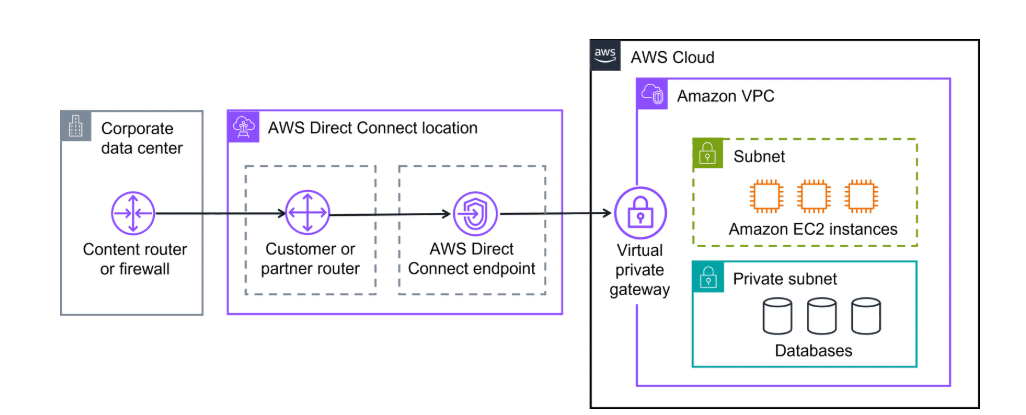 aws
AWS Cloud
Amazon VPC
Corporate
data center
AWS Direct Connect location
Subnet
Amazon EC2 instances
Content router
or firewall
Customer or
partner router
AWS Direct
Connect endpoint
Virtual
private
gateway
Private subnet
Databases